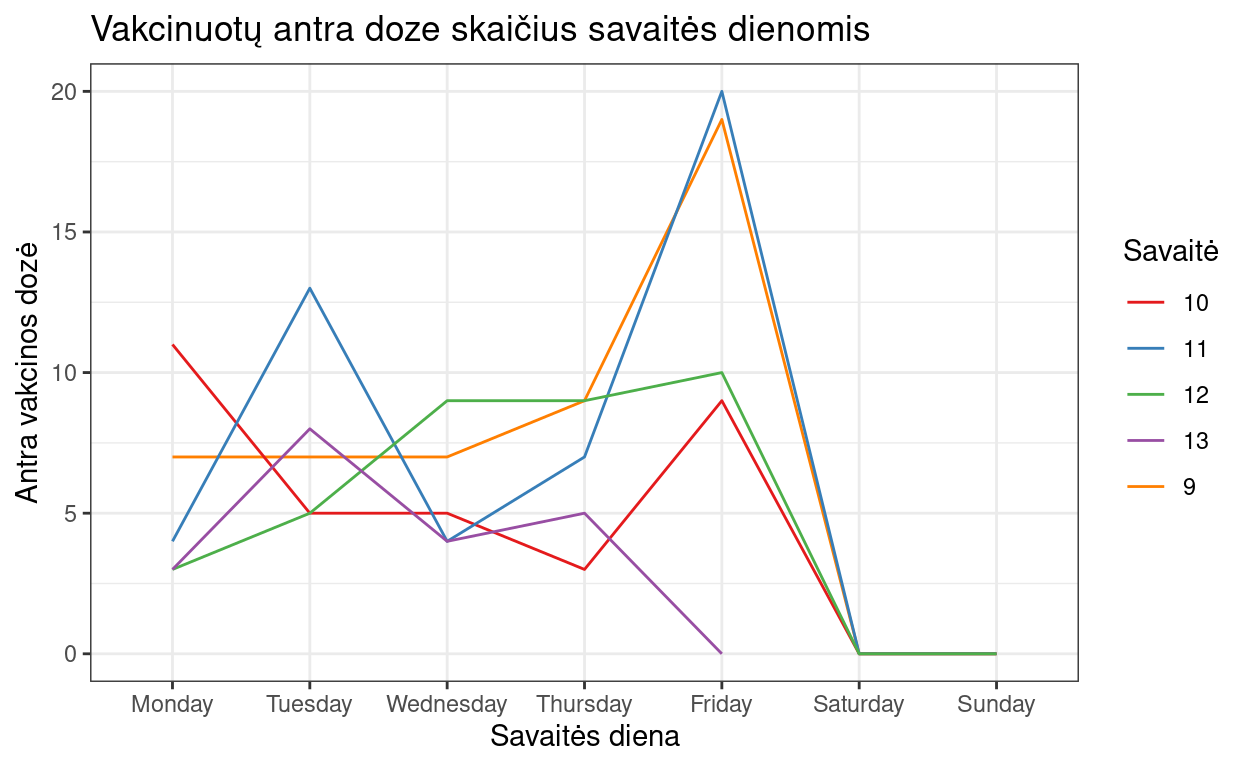 Vakcinuotų antra doze skaičius savaitės dienomis
Antra vakcinos dozė
20
15
10
5
0
Monday Tuesday Wednesday Thursday Friday Saturday Sunday
Savaitės diena
Savaitė
10
11
12
13
9